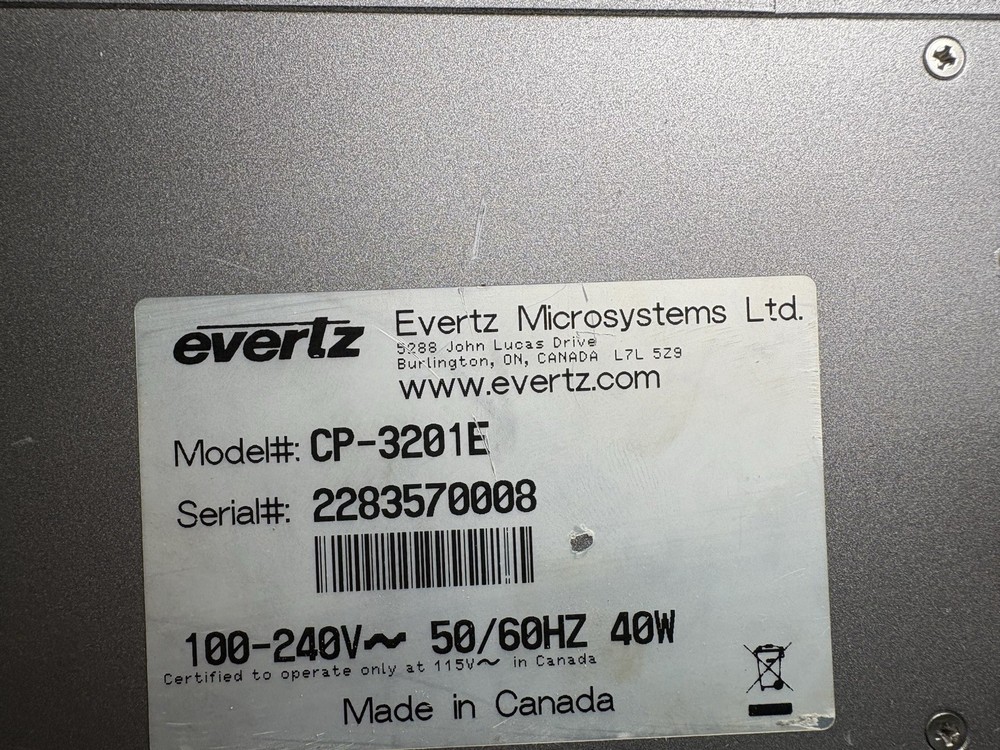 evertz
Evertz Microsystems Ltd.
5288 John Lucas Drive
Burlington, ON, CANADA L7L 5Z9
www.evertz.com
Model#: CP-3201E
Serial#: 2283570008
100-240V~ 50/60HZ 40W
Certified to operate only at 115V~ in Canada
Made in Canada